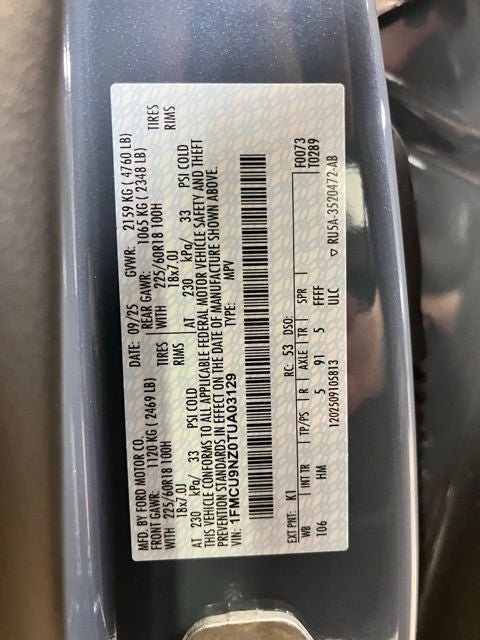 MFD. BY FORD MOTOR CO. DATE: 09/25 GVWR: 2159 KG ( 4760 LB)
FRONT GAWR: 1120 KG ( 2469 LB) REAR GAWR: 1065 KG ( 2348 LB)
WITH 225/60R18 100H TIRES WITH 225/60R18 100H TIRES
18x7.0J RIMS 18x7.0J RIMS
AT 230 kPa/ 33 PSI COLD AT 230 kPa/ 33 PSI COLD
THIS VEHICLE CONFORMS TO ALL APPLICABLE FEDERAL MOTOR VEHICLE SAFETY AND THEFT
PREVENTION STANDARDS IN EFFECT ON THE DATE OF MANUFACTURE SHOWN ABOVE.
VIN: 1FMCU9NZ0TUA03129 TYPE: MPV
1202509105813
EXT PNT: K1 RC: 53 DSO: F0073
WB INT TR TP/PS R AXLE TR SPR T0289
106 HM 5 91 5 FFFF
ULC ▽ RU5A-3520472-AB